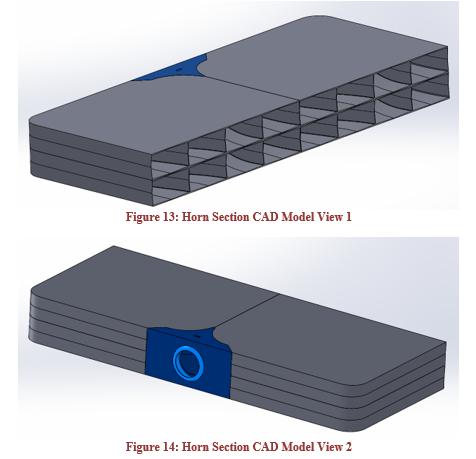 Figure 13: Horn Section CAD Model View 1
Figure 14: Horn Section CAD Model View 2